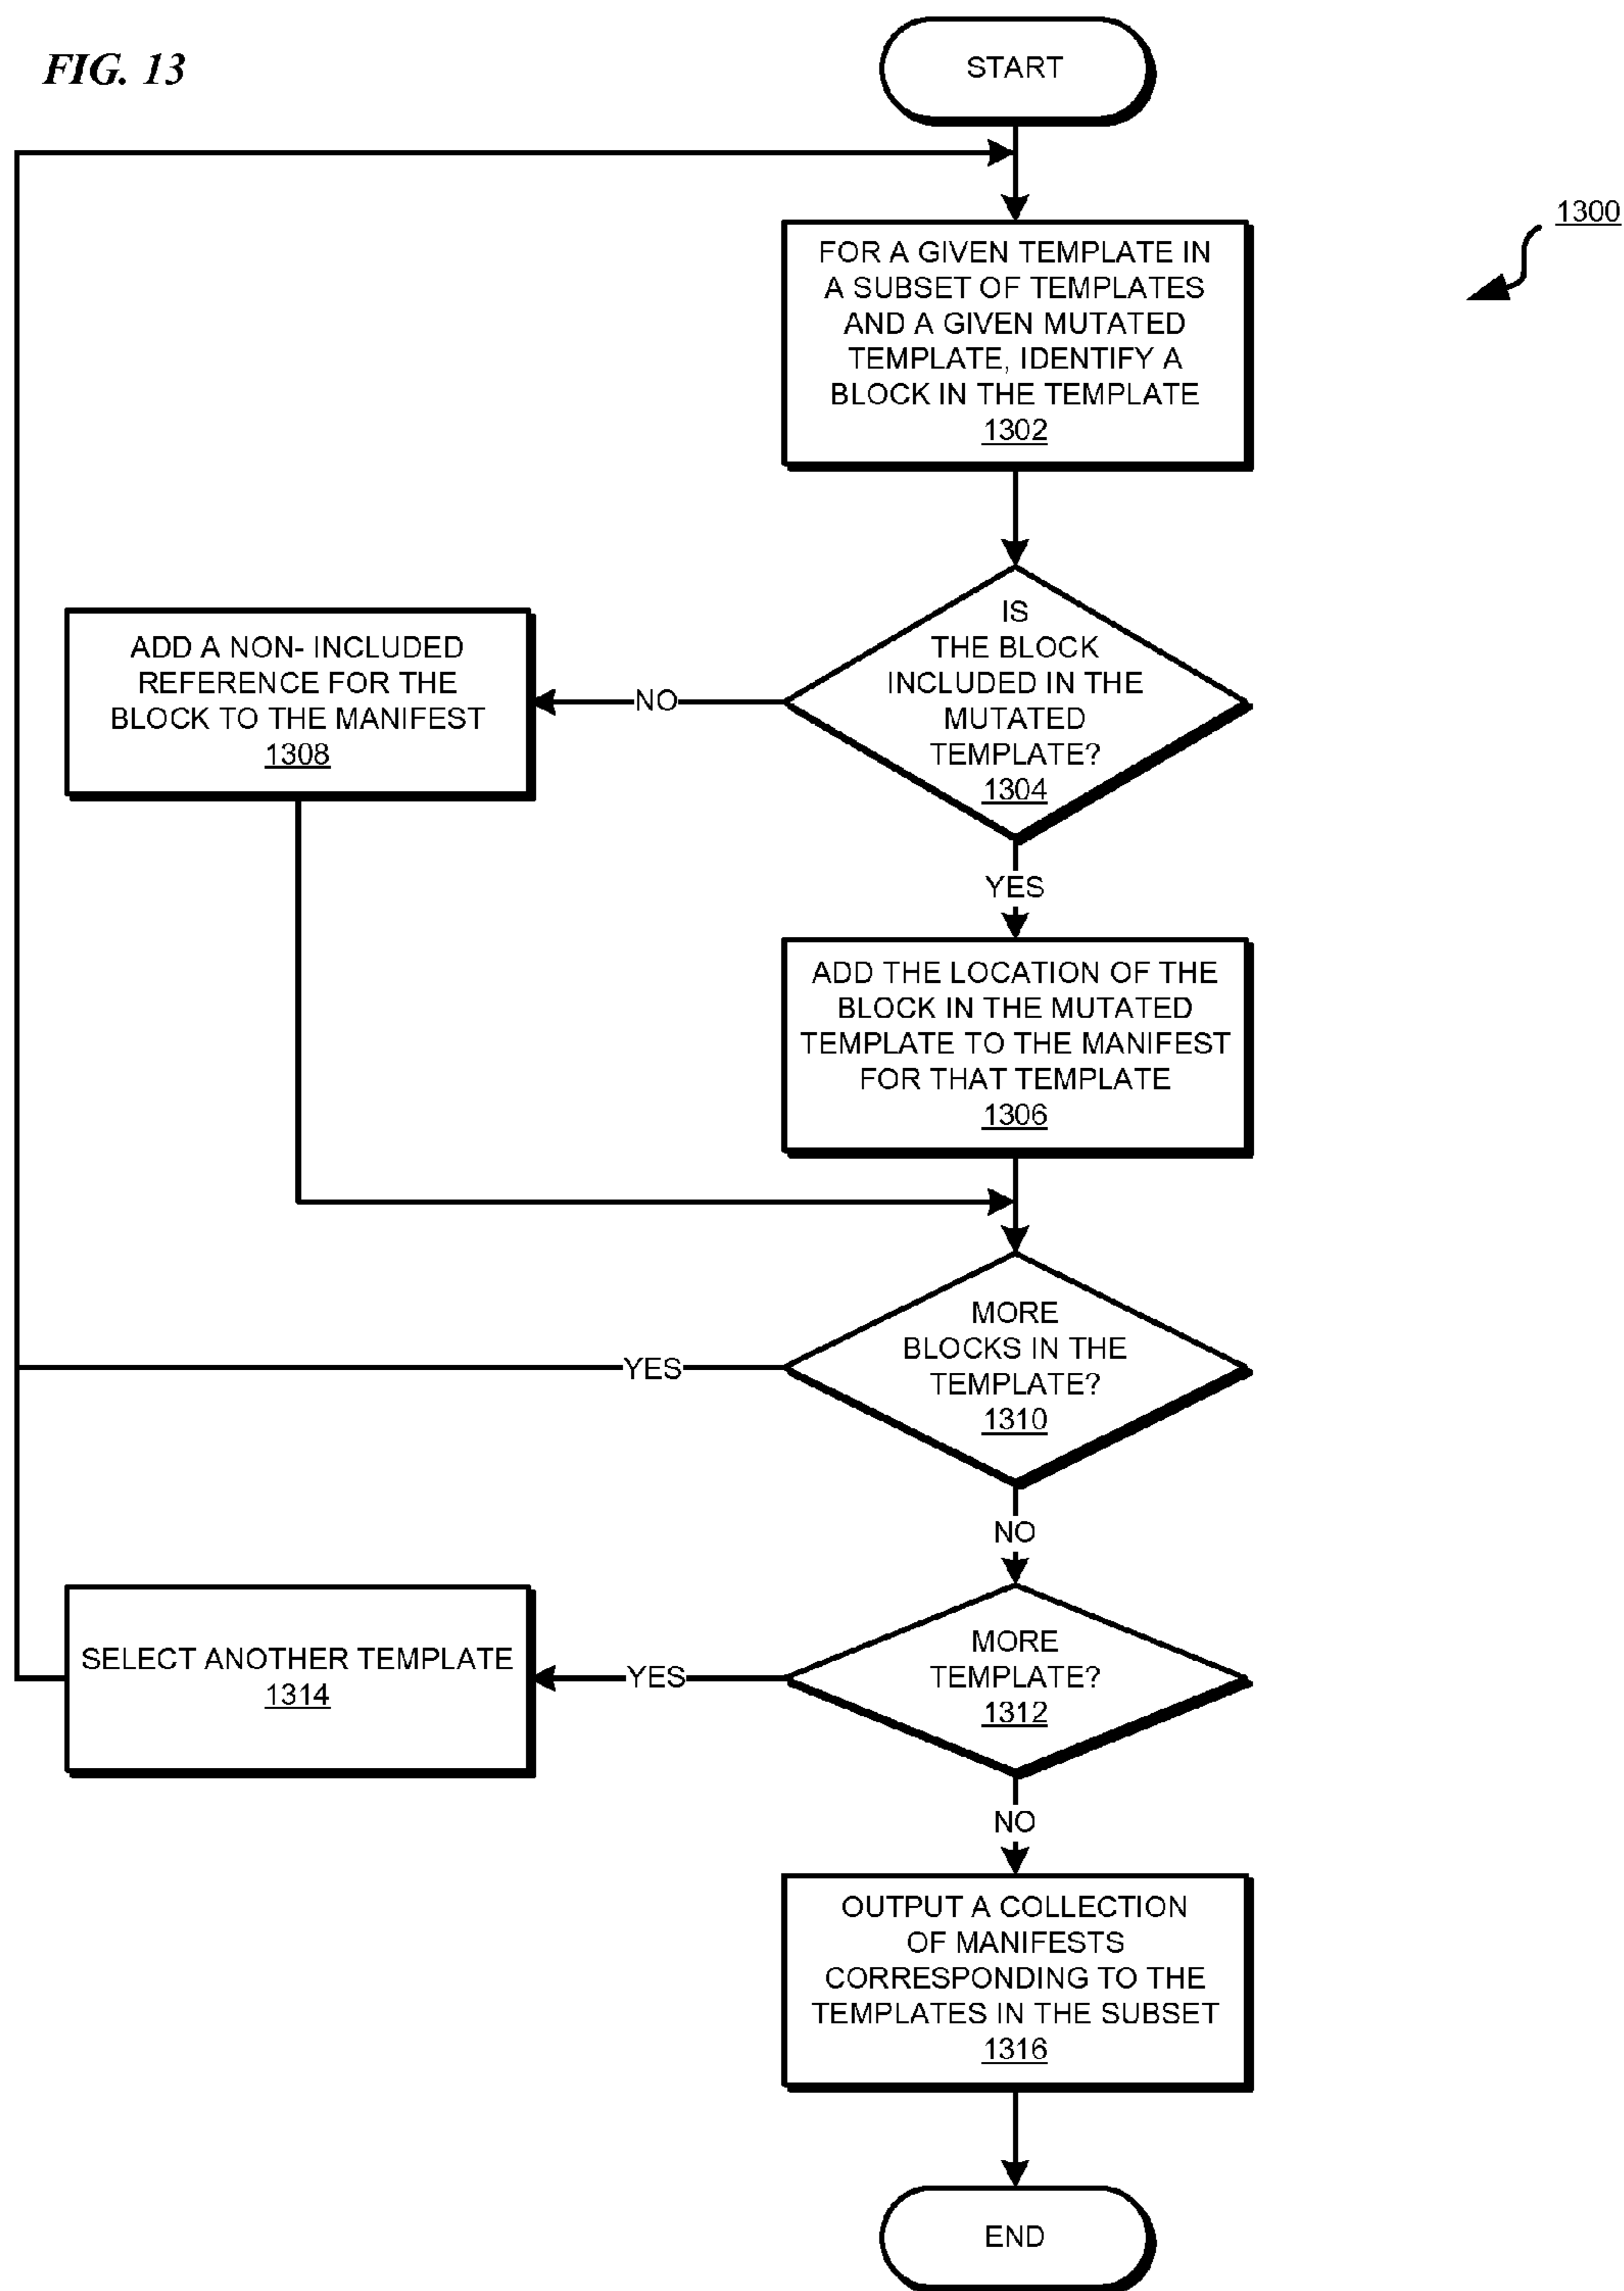 FIG. 13
START
1300
FOR A GIVEN TEMPLATE IN
A SUBSET OF TEMPLATES
AND A GIVEN MUTATED
TEMPLATE, IDENTIFY A
BLOCK IN THE TEMPLATE
1302
IS
THE BLOCK
INCLUDED IN THE
MUTATED
TEMPLATE?
1304
NO
ADD A NON- INCLUDED
REFERENCE FOR THE
BLOCK TO THE MANIFEST
1308
YES
ADD THE LOCATION OF THE
BLOCK IN THE MUTATED
TEMPLATE TO THE MANIFEST
FOR THAT TEMPLATE
1306
MORE
BLOCKS IN THE
TEMPLATE?
1310
YES
NO
MORE
TEMPLATE?
1312
YES
SELECT ANOTHER TEMPLATE
1314
NO
OUTPUT A COLLECTION
OF MANIFESTS
CORRESPONDING TO THE
TEMPLATES IN THE SUBSET
1316
END